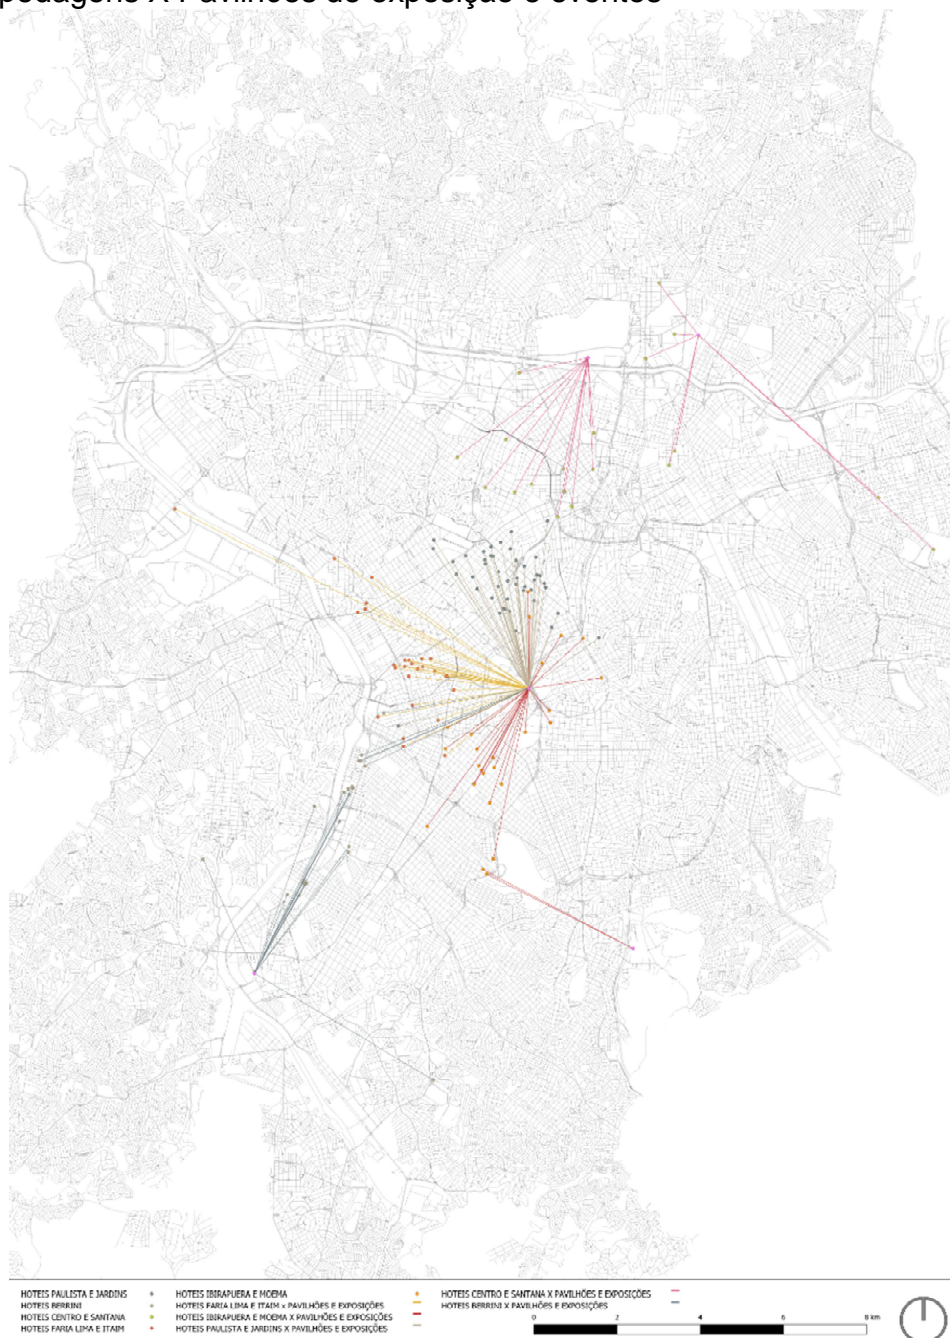 pedagens X Pavilhões de exposição e eventos
HOTEIS PAULISTA E JARDINS
HOTEIS BERRINI
HOTEIS CENTRO E SANTANA
HOTEIS FARIA LIMA E ITAIM
HOTEIS IBIRAPUERA E MOEMA
HOTEIS FARIA LIMA E ITAIM x PAVILHÕES E EXPOSIÇÕES
HOTEIS IBIRAPUERA E MOEMA X PAVILHÕES E EXPOSIÇÕES
HOTEIS PAULISTA E JARDINS X PAVILHÕES E EXPOSIÇÕES
HOTEIS CENTRO E SANTANA X PAVILHÕES E EXPOSIÇÕES
HOTEIS BERRINI X PAVILHÕES E EXPOSIÇÕES
0 2 4 6 8 km